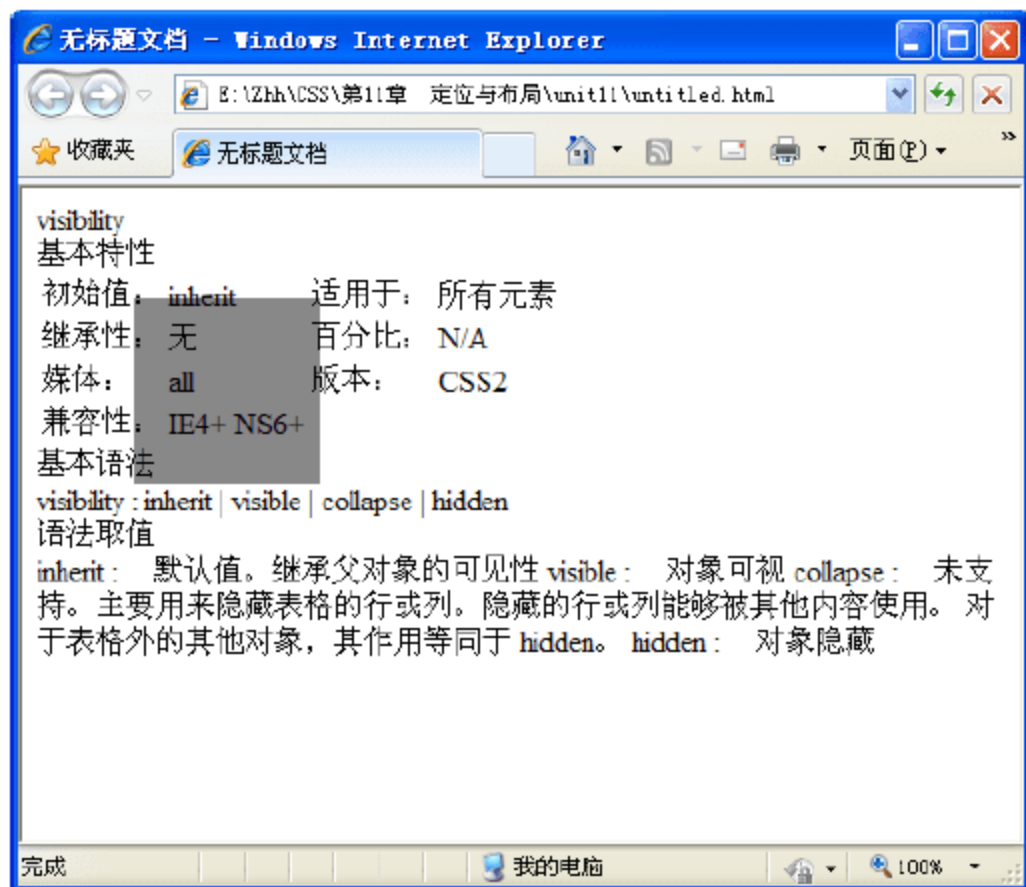 无标题文档 - Windows Internet Explorer
E:\Zhh\CSS\第11章 定位与布局\unit11\untitled.html
收藏夹 无标题文档 页面(P) »
visibility
基本特性
初始值： inherit 适用于： 所有元素
继承性： 无 百分比： N/A
媒体： all 版本： CSS2
兼容性： IE4+ NS6+
基本语法
visibility : inherit | visible | collapse | hidden
语法取值
inherit : 默认值。继承父对象的可见性 visible : 对象可视 collapse : 未支
持。主要用来隐藏表格的行或列。隐藏的行或列能够被其他内容使用。 对
于表格外的其他对象，其作用等同于 hidden。 hidden : 对象隐藏
完成 我的电脑 100%